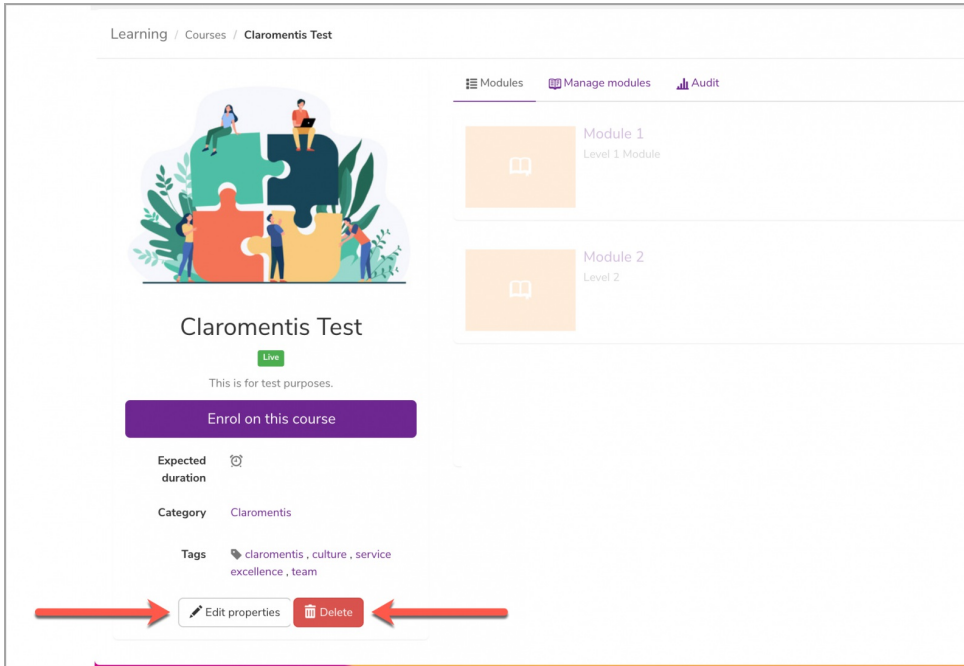 Learning / Courses / Claromentis Test
Modules Manage modules Audit
Module 1
Level 1 Module
Module 2
Level 2
Claromentis Test
Live
This is for test purposes.
Enrol on this course
Expected
duration
Category Claromentis
Tags claromentis , culture , service
excellence , team
Edit properties Delete